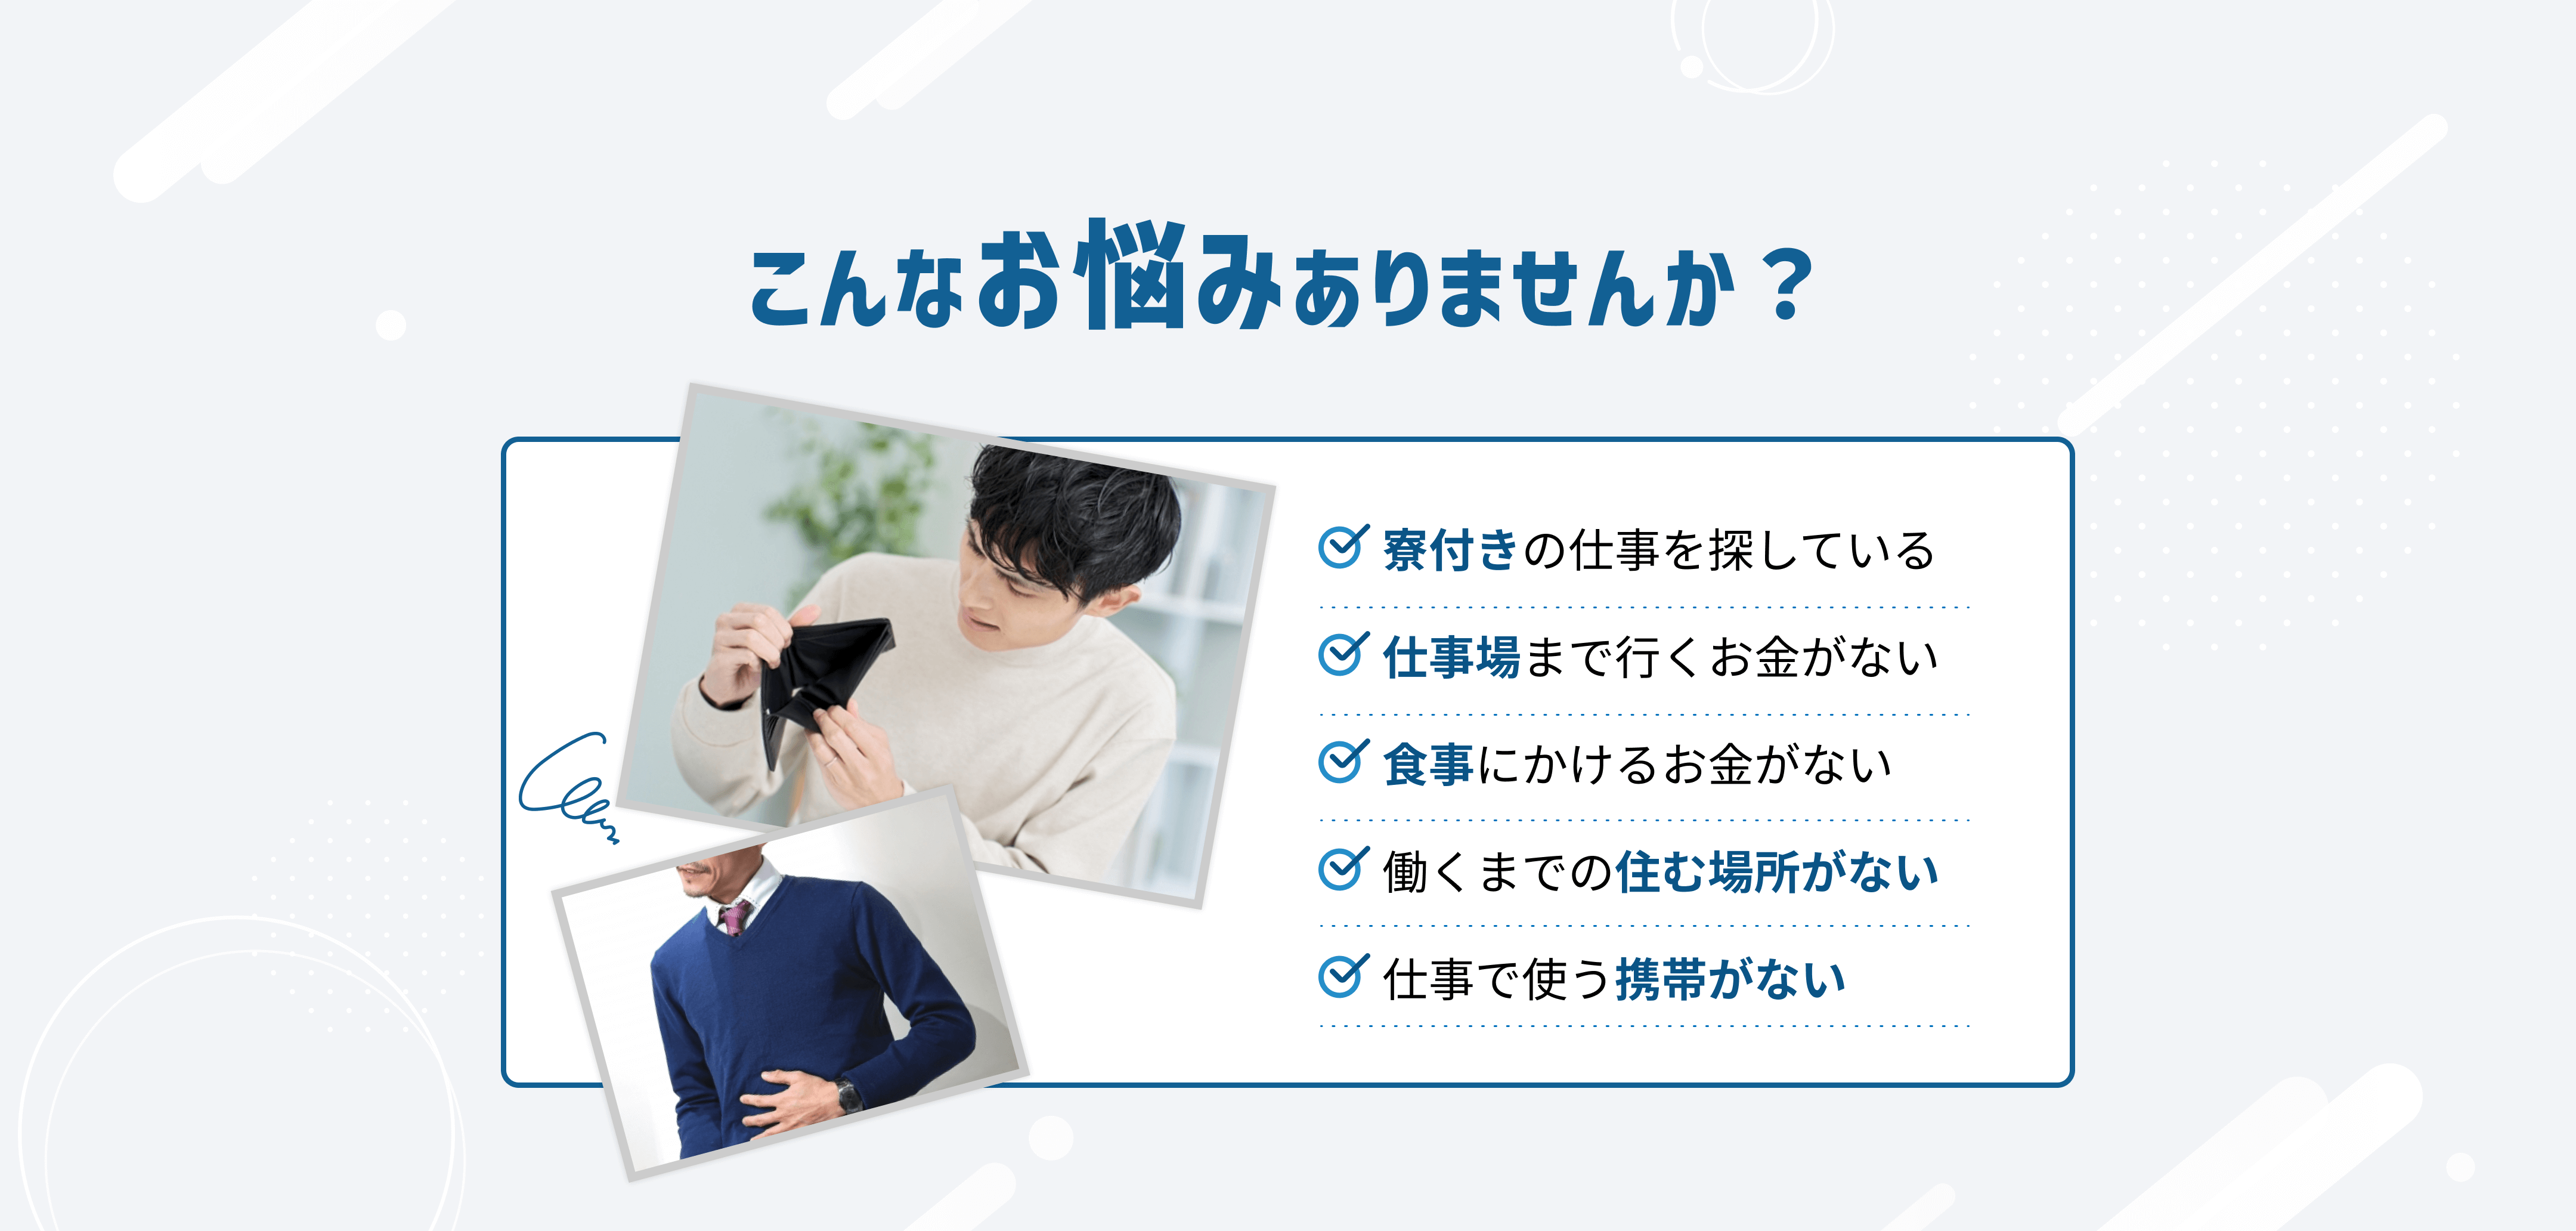 こんなお悩みありませんか？
寮付きの仕事を探している
仕事場まで行くお金がない
食事にかけるお金がない
働くまでの住む場所がない
仕事で使う携帯がない